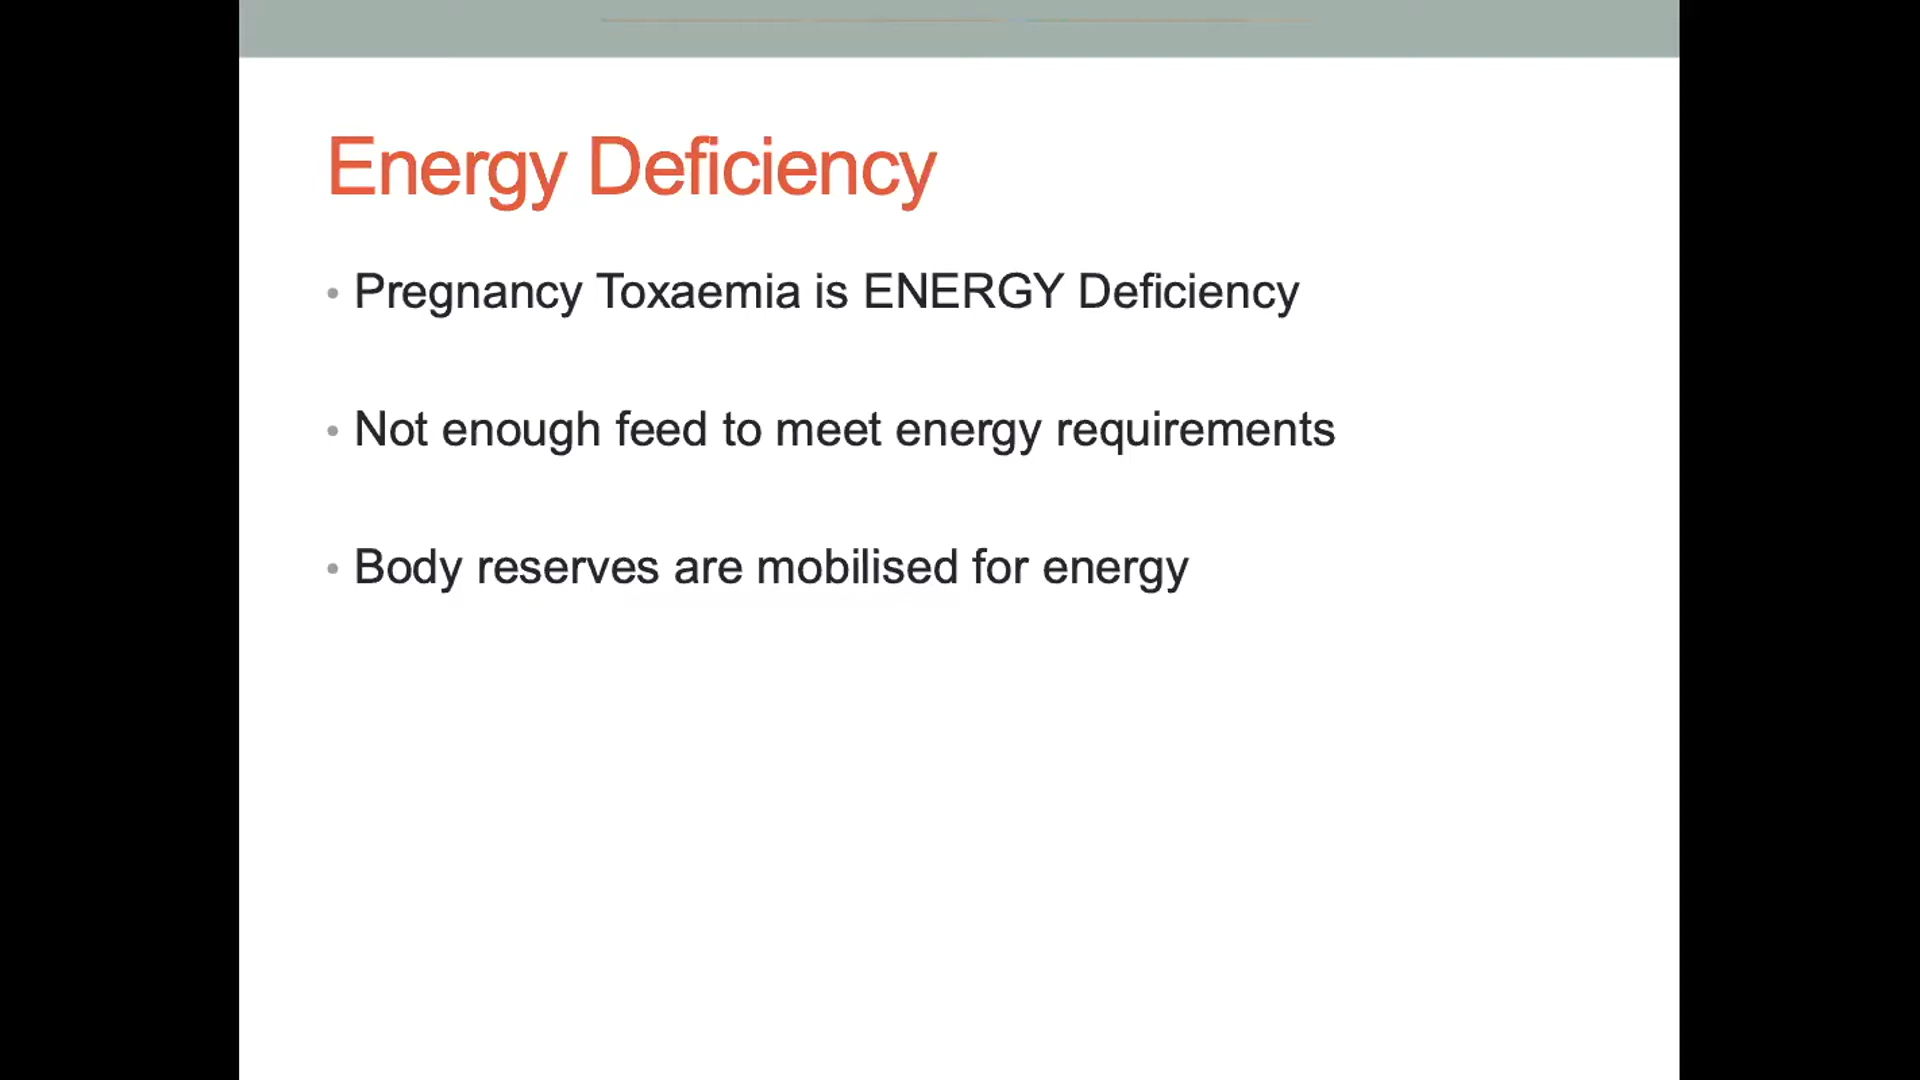 Energy Deficiency
• Pregnancy Toxaemia is ENERGY Deficiency
• Not enough feed to meet energy requirements
• Body reserves are mobilised for energy